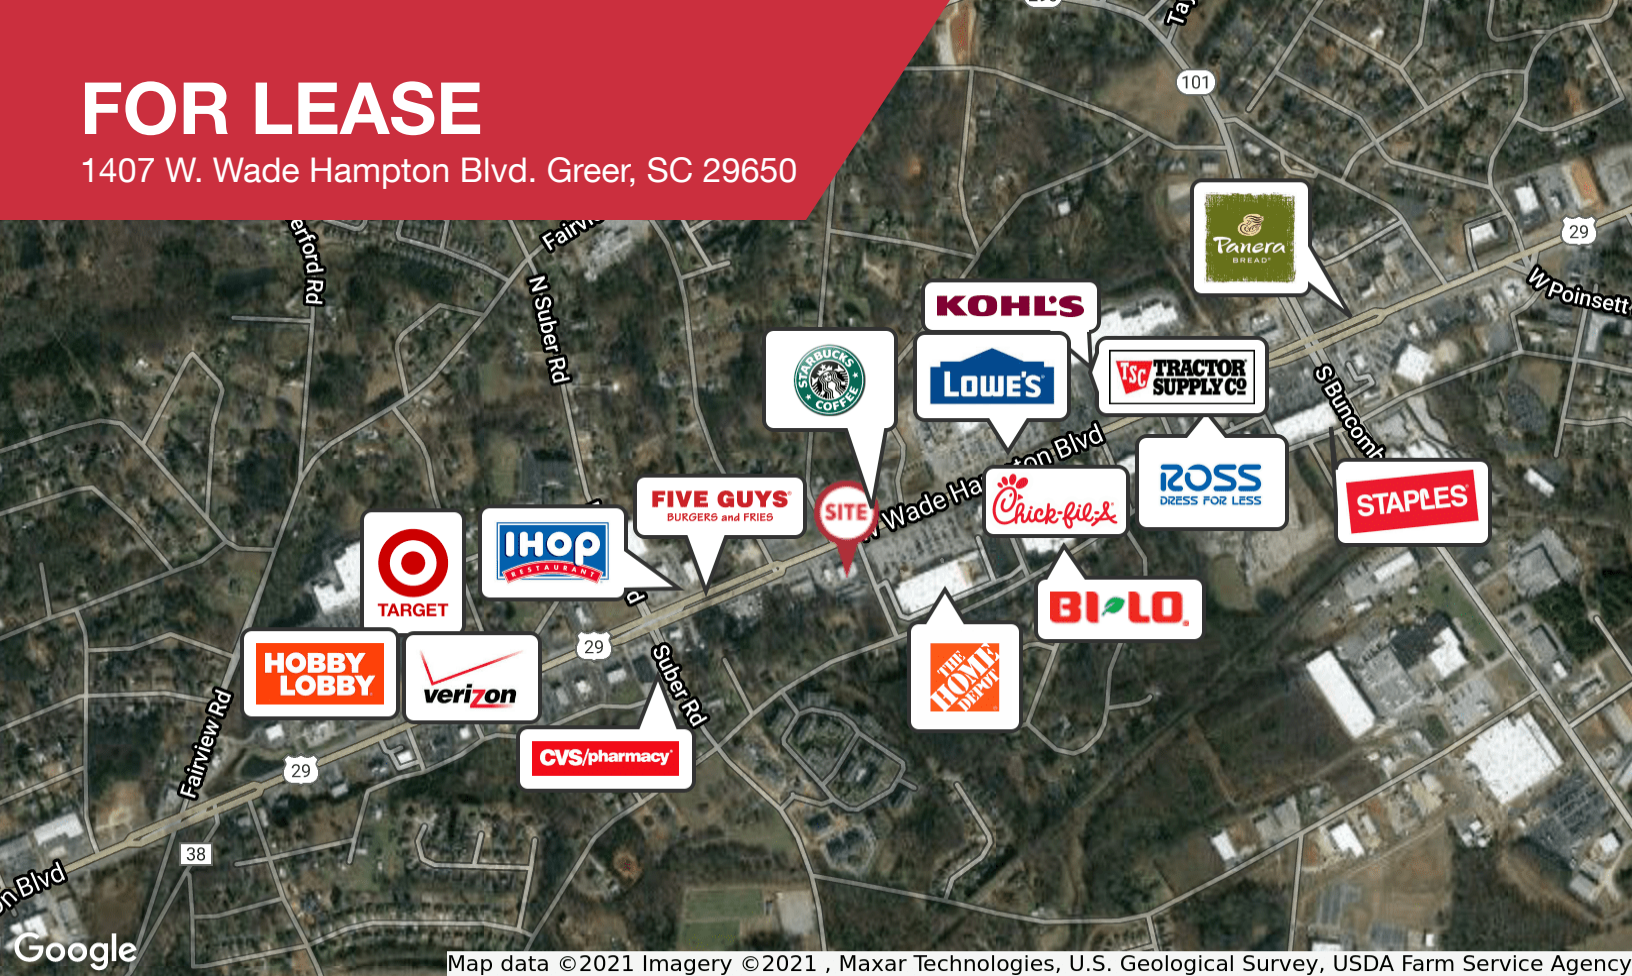 FOR LEASE
1407 W. Wade Hampton Blvd. Greer, SC 29650
101
Panera
BREAD
29
W Poinsett
Fairvi
erford Rd
N Suber Rd
KOHL'S
STARBUCKS
COFFEE
LOWE'S
TSC TRACTOR
SUPPLY CO
S Buncomb
W Wade Ha
ton Blvd
ROSS
DRESS FOR LESS
STAPLES
Chick-fil-A
FIVE GUYS
BURGERS and FRIES
SITE
IHOP
RESTAURANT
TARGET
BI-LO
29
HOBBY
LOBBY
verizon
Suber Rd
THE
HOME
DEPOT
CVS/pharmacy
Fairview Rd
29
38
on Blvd
Google
Map data ©2021 Imagery ©2021 , Maxar Technologies, U.S. Geological Survey, USDA Farm Service Agency